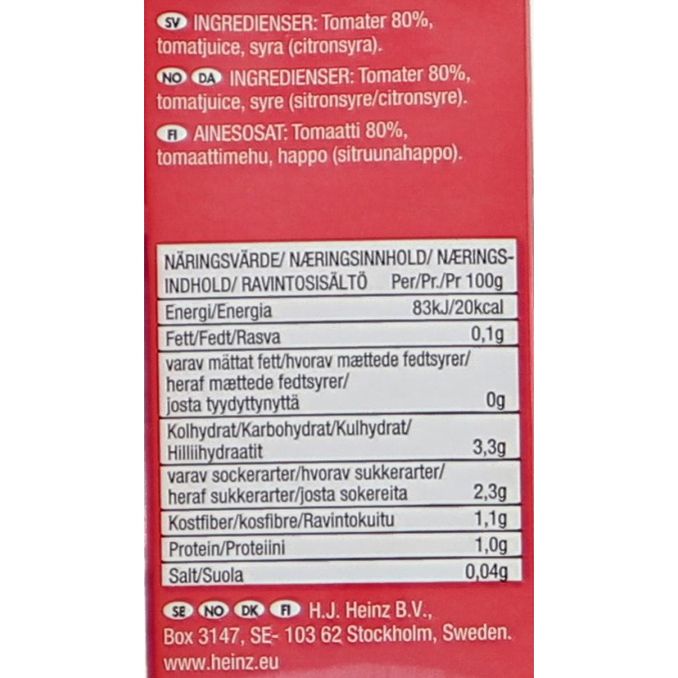 SV INGREDIENSER: Tomater 80%,
tomatjuice, syra (citronsyra).
NO DA INGREDIENSER: Tomater 80%,
tomatjuice, syre (sitronsyre/citronsyre).
FI AINESOSAT: Tomaatti 80%,
tomaattimehu, happo (sitruunahappo).
NÄRINGSVÄRDE/ NÆRINGSINNHOLD/ NÆRINGS-
INDHOLD/ RAVINTOSISÄLTÖ Per/Pr./Pr 100g
Energi/Energia 83kJ/20kcal
Fett/Fedt/Rasva 0,1g
varav mättat fett/hvorav mættede fedtsyrer/
heraf mættede fedtsyrer/
josta tyydyttynyttä 0g
Kolhydrat/Karbohydrat/Kulhydrat/
Hilliihydraatit 3,3g
varav sockerarter/hvorav sukkerarter/
heraf sukkerarter/josta sokereita 2,3g
Kostfiber/kosfibre/Ravintokuitu 1,1g
Protein/Proteiini 1,0g
Salt/Suola 0,04g
SE NO DK FI H.J. Heinz B.V.,
Box 3147, SE- 103 62 Stockholm, Sweden.
www.heinz.eu